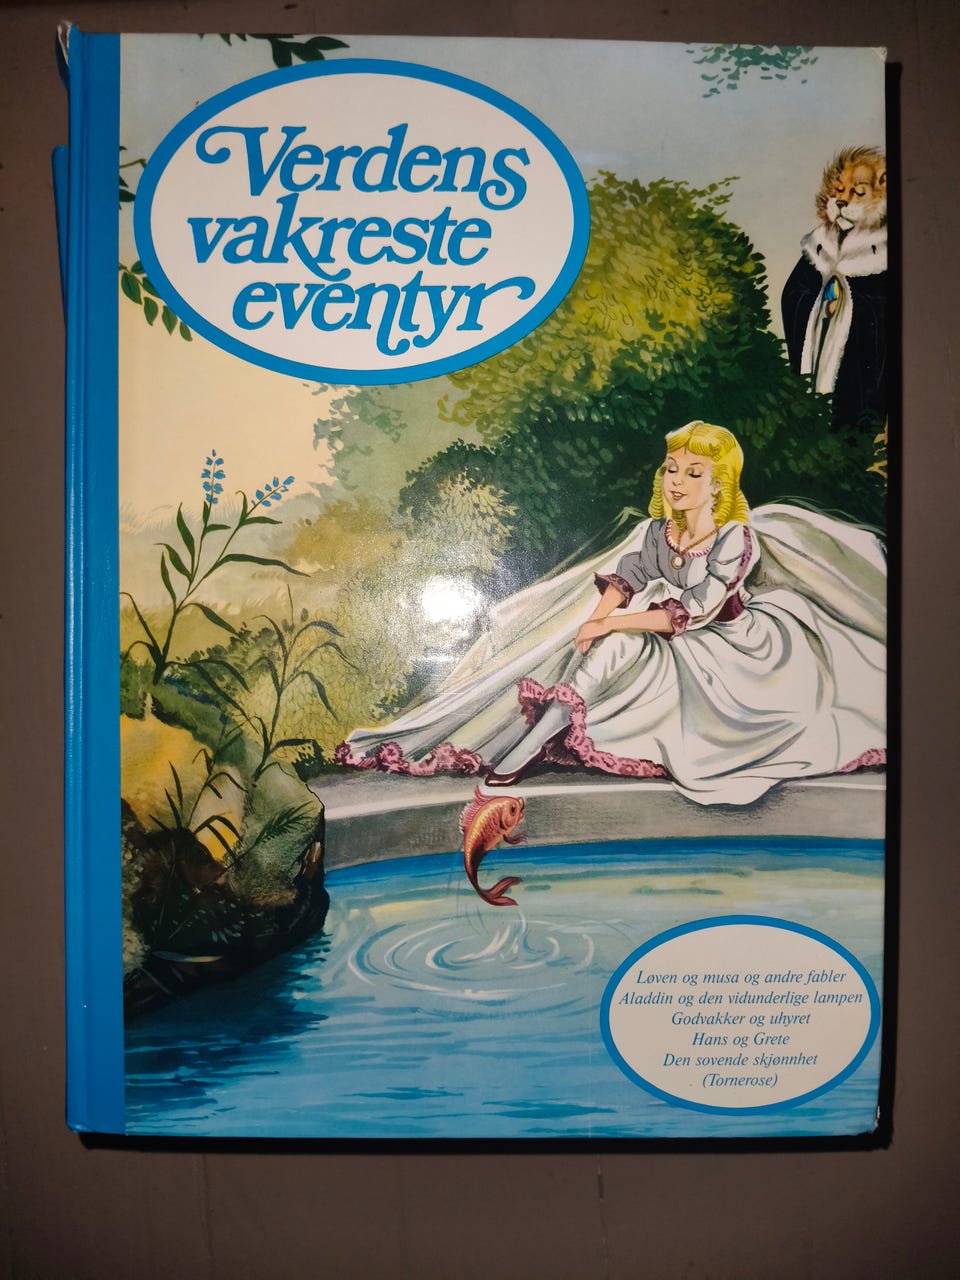 Verdens
vakreste
eventyr
Løven og musa og andre fabler
Aladdin og den vidunderlige lampen
Godvakker og uhyret
Hans og Grete
Den sovende skjønnhet
(Tornerose)